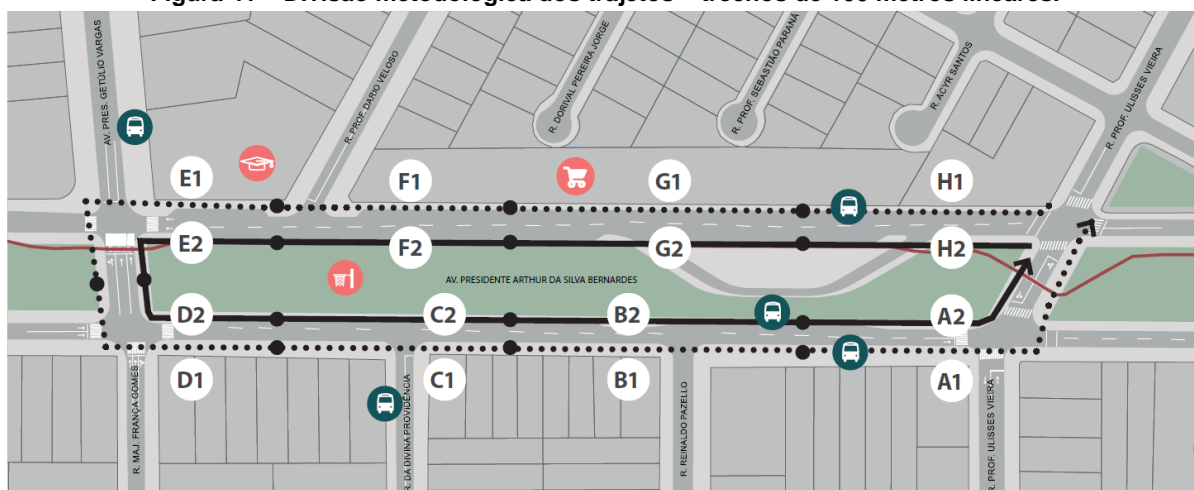 Figura 41. – Divisão metodológica dos trajetos – trechos de 100 metros lineares.
AV. PRES. GETÚLIO VARGAS
R. PROF. DARIO VELOSO
R. DORIVAL PEREIRA JORGE
R. PROF. SEBASTIÃO PARANÁ
R. ACYR SANTOS
R. PROF. ULISSES VIEIRA
E1
F1
G1
H1
E2
F2
G2
H2
AV. PRESIDENTE ARTHUR DA SILVA BERNARDES
D2
C2
B2
A2
D1
C1
B1
A1
R. MAJ. FRANÇA GOMES
R. DA DIVINA PROVIDÊNCIA
R. REINALDO PAZELLO
R. PROF. ULISSES VIEIRA